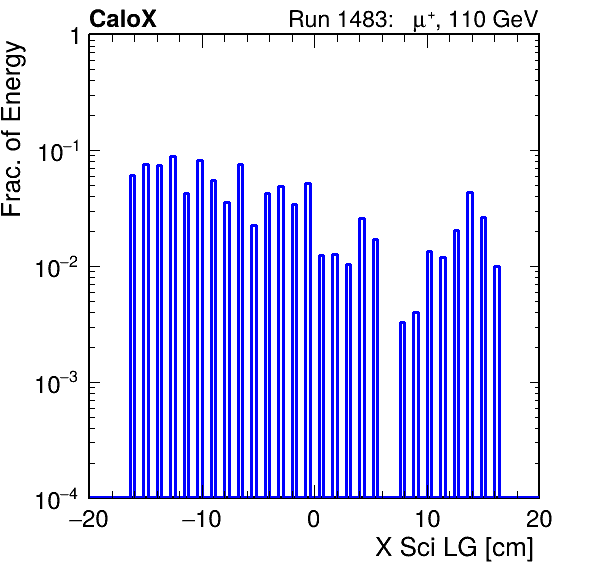 CaloX Run 1483: μ⁺, 110 GeV
Frac. of Energy
1
10⁻¹
10⁻²
10⁻³
10⁻⁴
−20 −10 0 10 20
X Sci LG [cm]